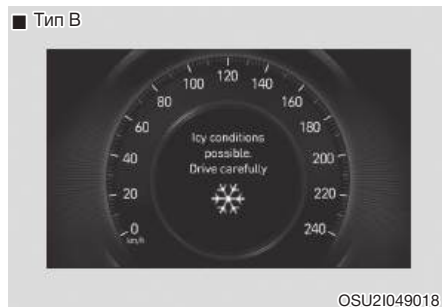 ■ Тип B
100 120 140
80 160
60 180
Icy conditions
possible.
Drive carefully
40 200
20 220
0 240
km/h
OSU2I049018